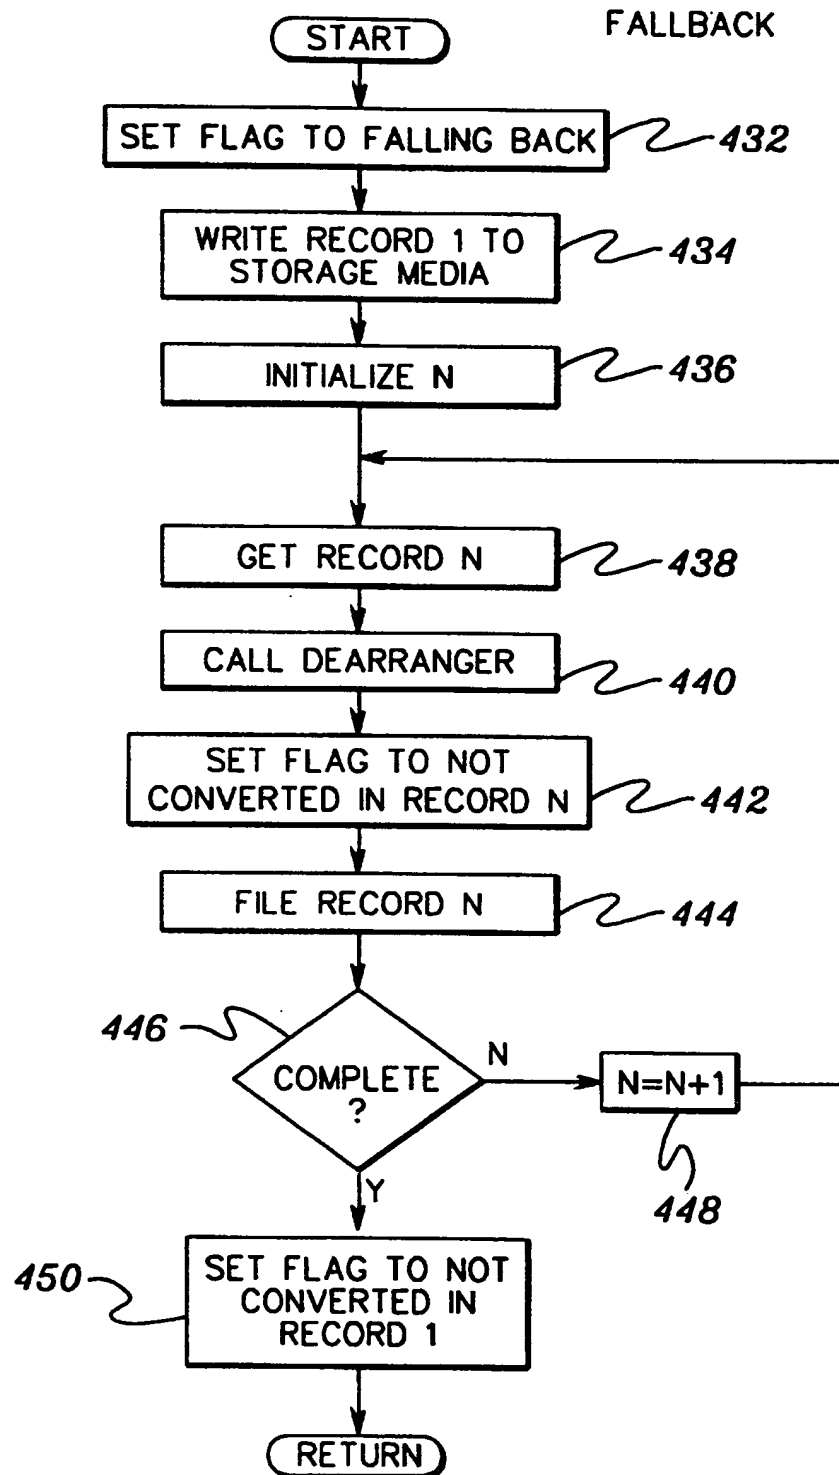 FALLBACK
START
SET FLAG TO FALLING BACK
432
WRITE RECORD 1 TO
STORAGE MEDIA
434
INITIALIZE N
436
GET RECORD N
438
CALL DEARRANGER
440
SET FLAG TO NOT
CONVERTED IN RECORD N
442
FILE RECORD N
444
446
COMPLETE
?
N
N=N+1
448
Y
450
SET FLAG TO NOT
CONVERTED IN
RECORD 1
RETURN